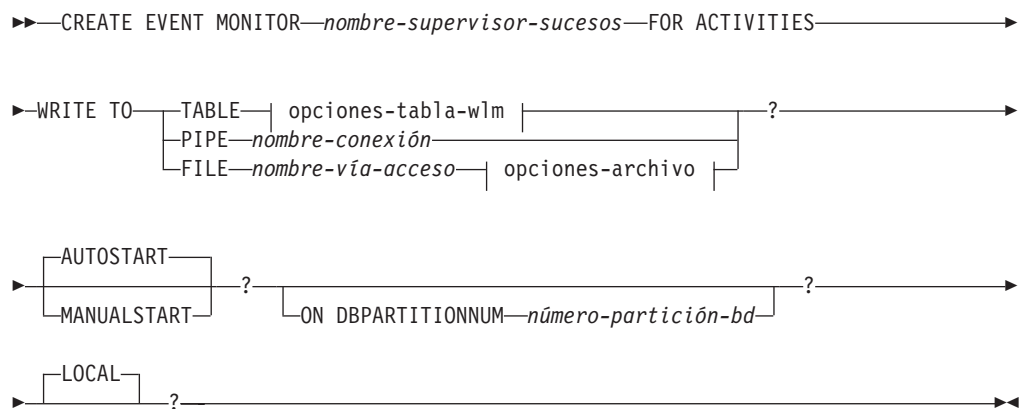 CREATE EVENT MONITOR nombre-supervisor-sucesos FOR ACTIVITIES
WRITE TO TABLE opciones-tabla-wlm ?
PIPE nombre-conexión
FILE nombre-vía-acceso opciones-archivo
AUTOSTART
? ?
MANUALSTART ON DBPARTITIONNUM número-partición-bd
LOCAL
?